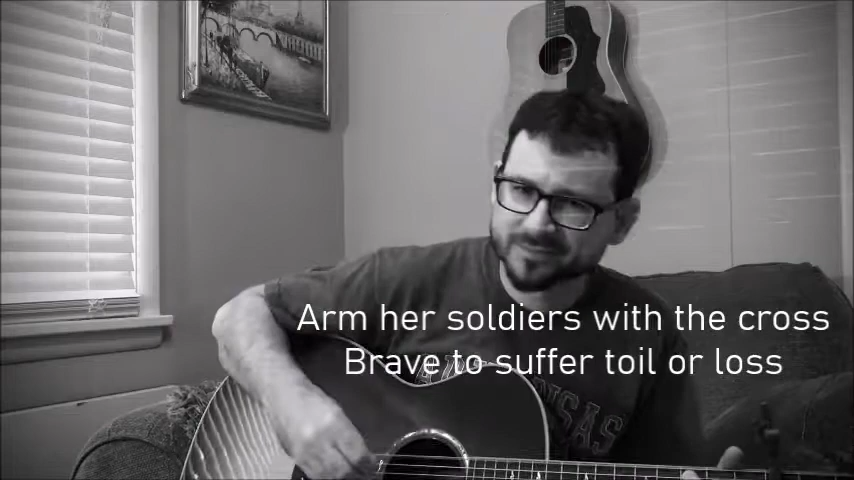 Arm her soldiers with the cross
Brave to suffer toil or loss